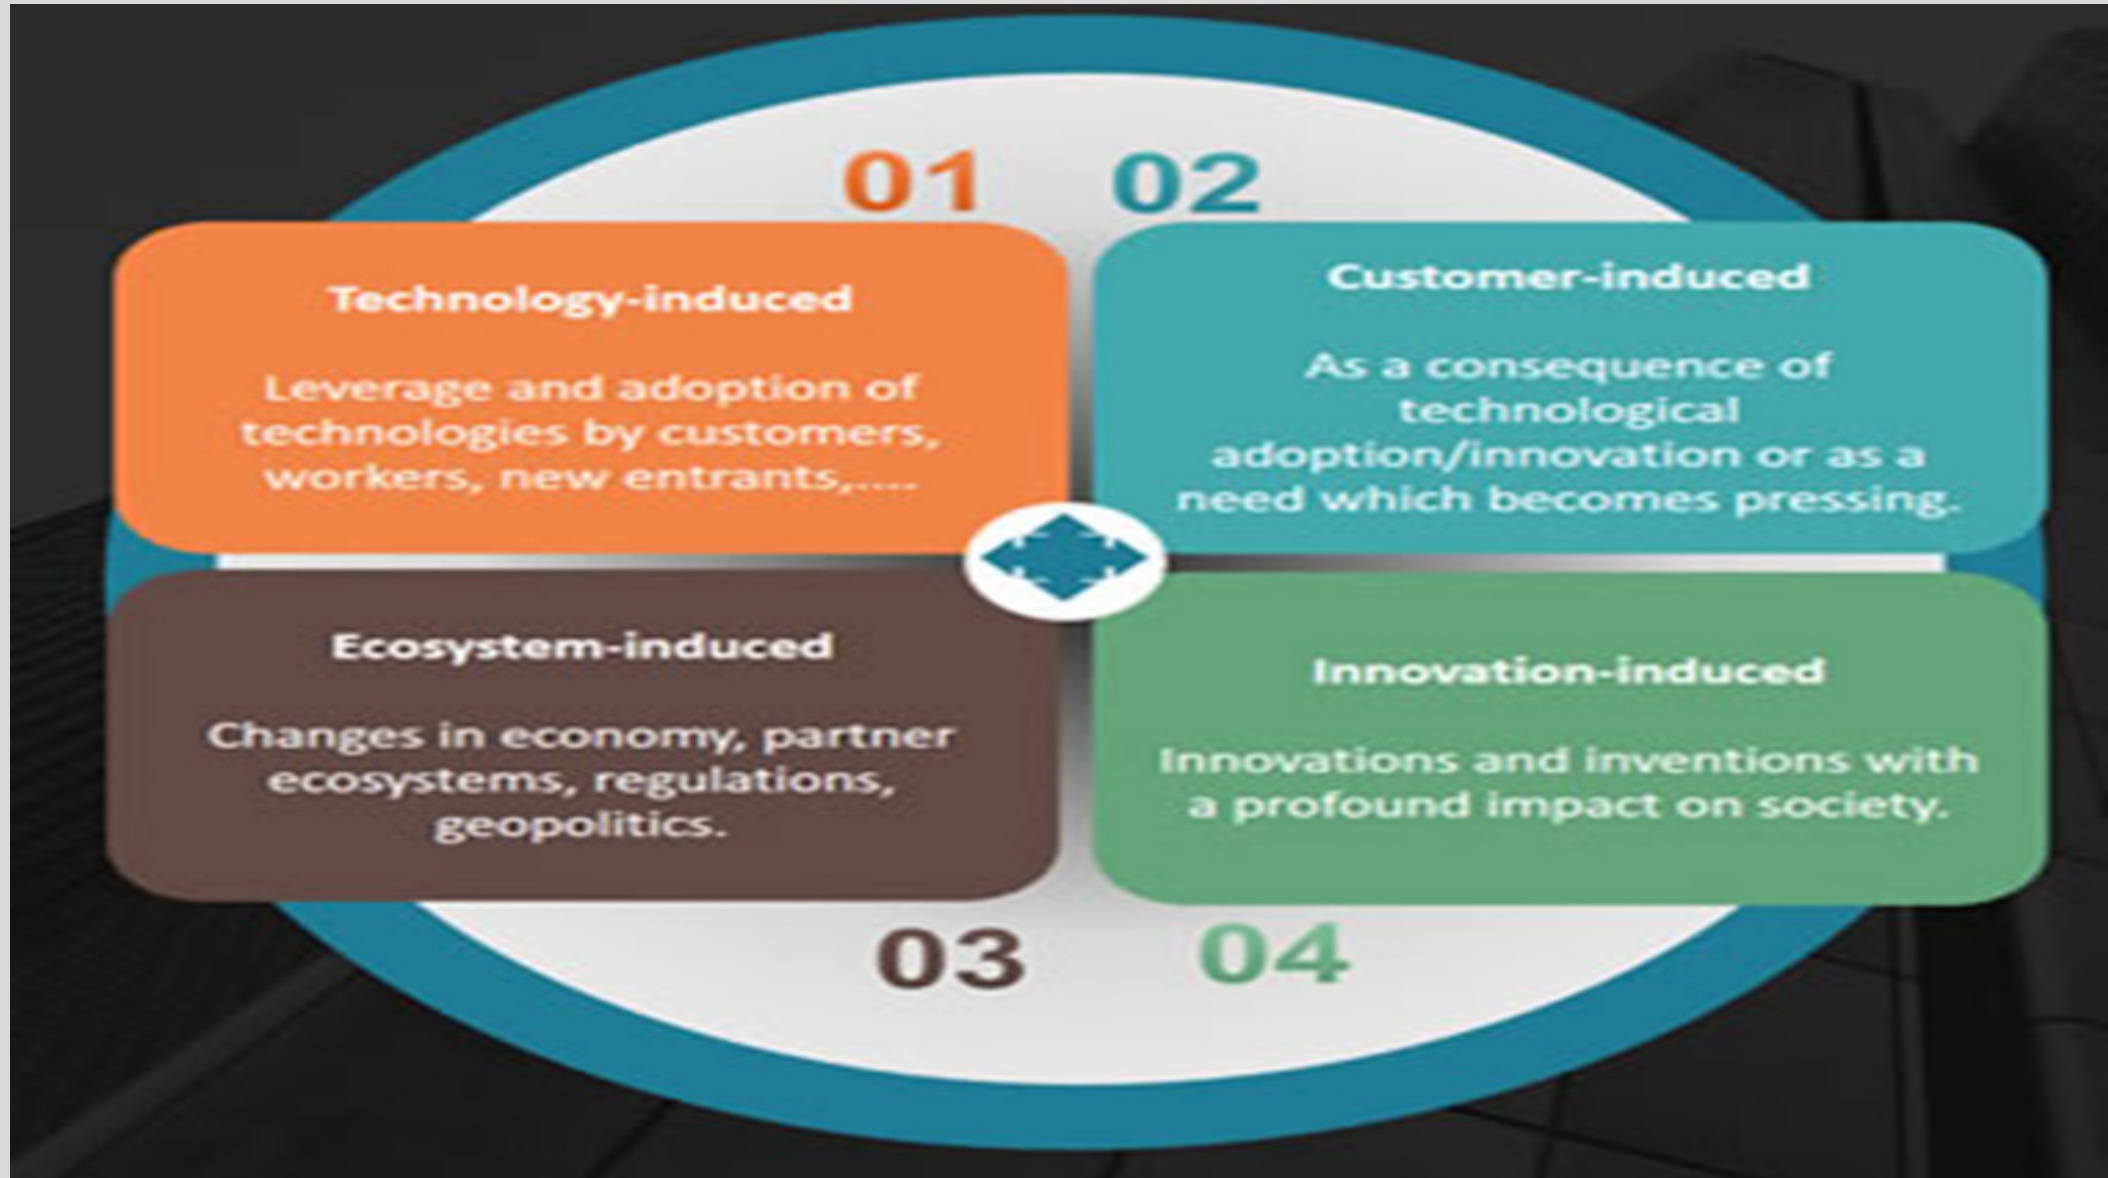 01
Technology-induced
Leverage and adoption of
technologies by customers,
workers, new entrants,....
02
Customer-induced
As a consequence of
technological
adoption/innovation or as a
need which becomes pressing.
Ecosystem-induced
Changes in economy, partner
ecosystems, regulations,
geopolitics.
03
Innovation-induced
Innovations and inventions with
a profound impact on society.
04